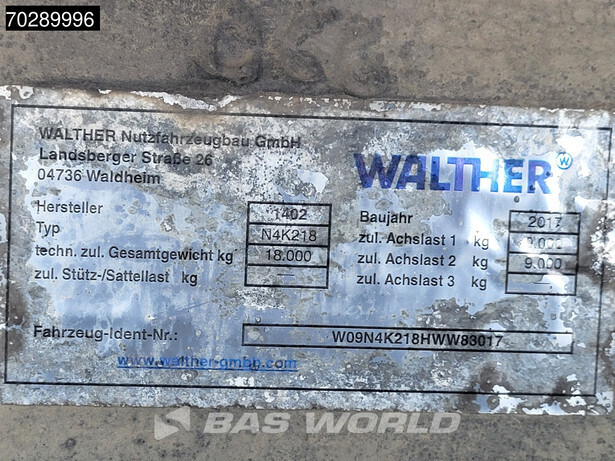 70289996
WALTHER Nutzfahrzeugbau GmbH
Landsberger Straße 26
04736 Waldheim
WALTHER
Hersteller 1402
Typ N4K218
techn. zul. Gesamtgewicht kg 18.000
zul. Stütz-/Sattellast kg —
Baujahr 2017
zul. Achslast 1 kg 9.000
zul. Achslast 2 kg 9.000
zul. Achslast 3 kg —
Fahrzeug-Ident-Nr.: W09N4K218HWW83017
www.walther-gmbh.com
BAS WORLD